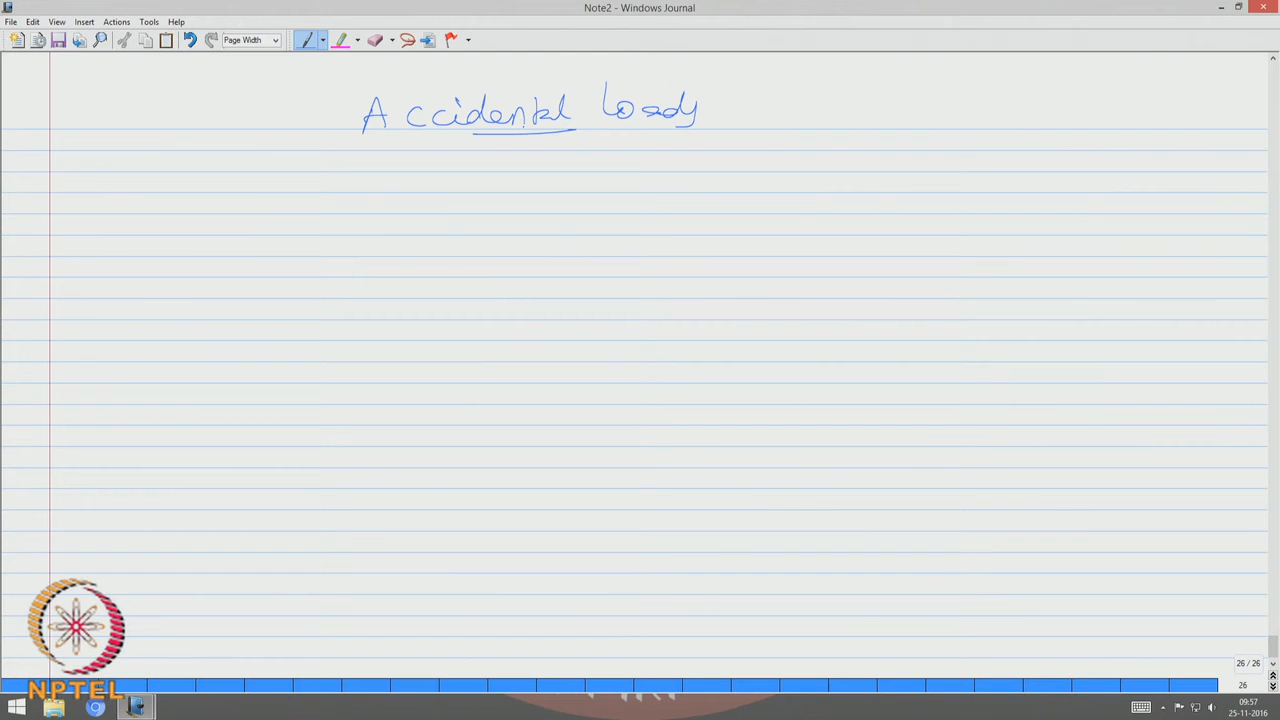 Note2 - Windows Journal
File Edit View Insert Actions Tools Help
Page Width
Accidental loads
26 / 26
26
NPTEL
09:57
25-11-2016